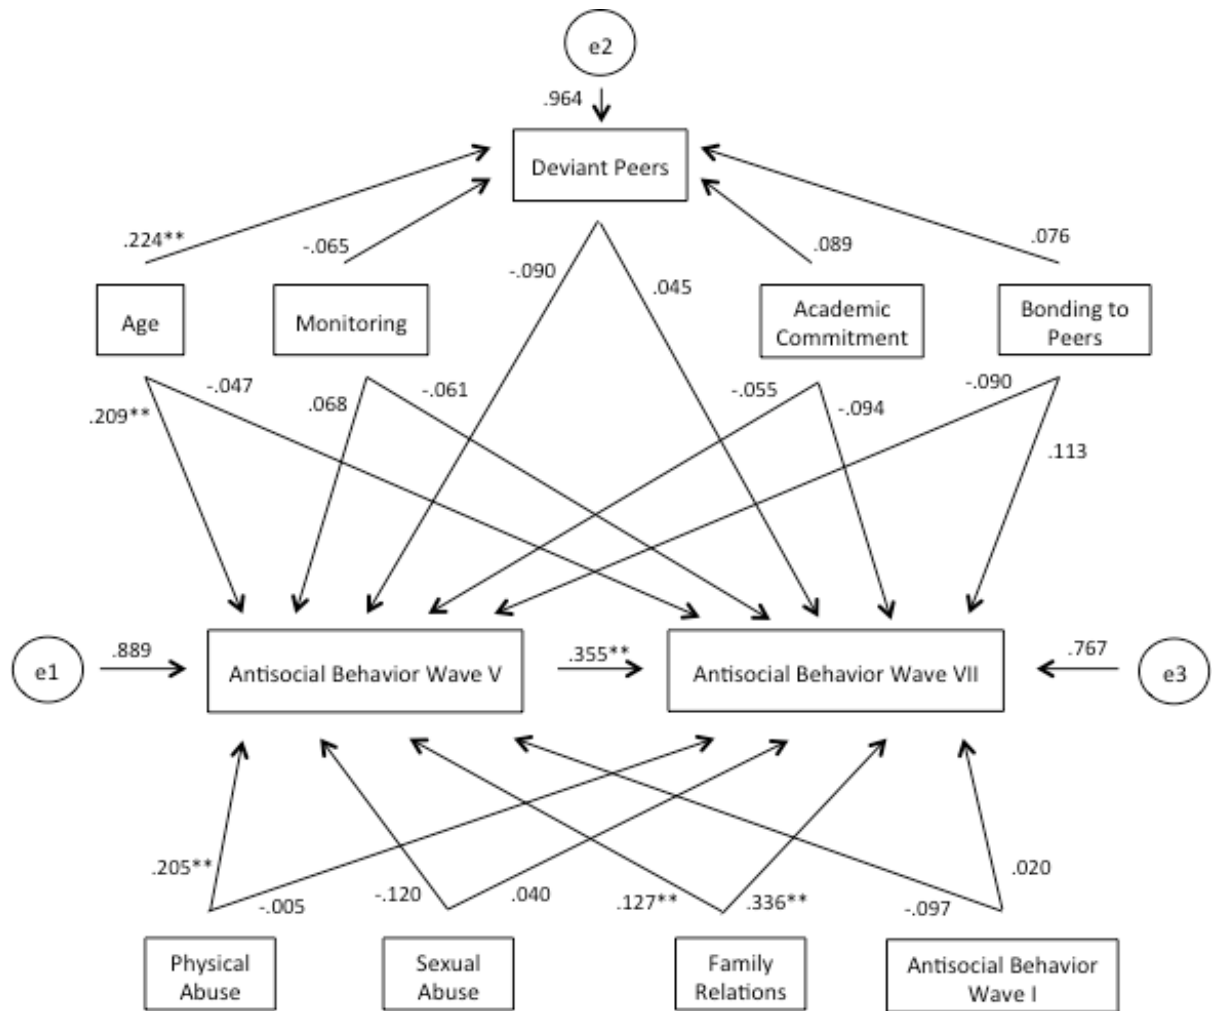 e2
.964
Deviant Peers
.224**
-.065
.089
.076
-.090
.045
Age
Monitoring
Academic
Commitment
Bonding to
Peers
-.047
.209**
.068
-.061
-.055
-.094
-.090
.113
e1
.889
Antisocial Behavior Wave V
.355**
Antisocial Behavior Wave VII
.767
e3
.205**
-.005
-.120
.040
.127**
.336**
-.097
.020
Physical
Abuse
Sexual
Abuse
Family
Relations
Antisocial Behavior
Wave I